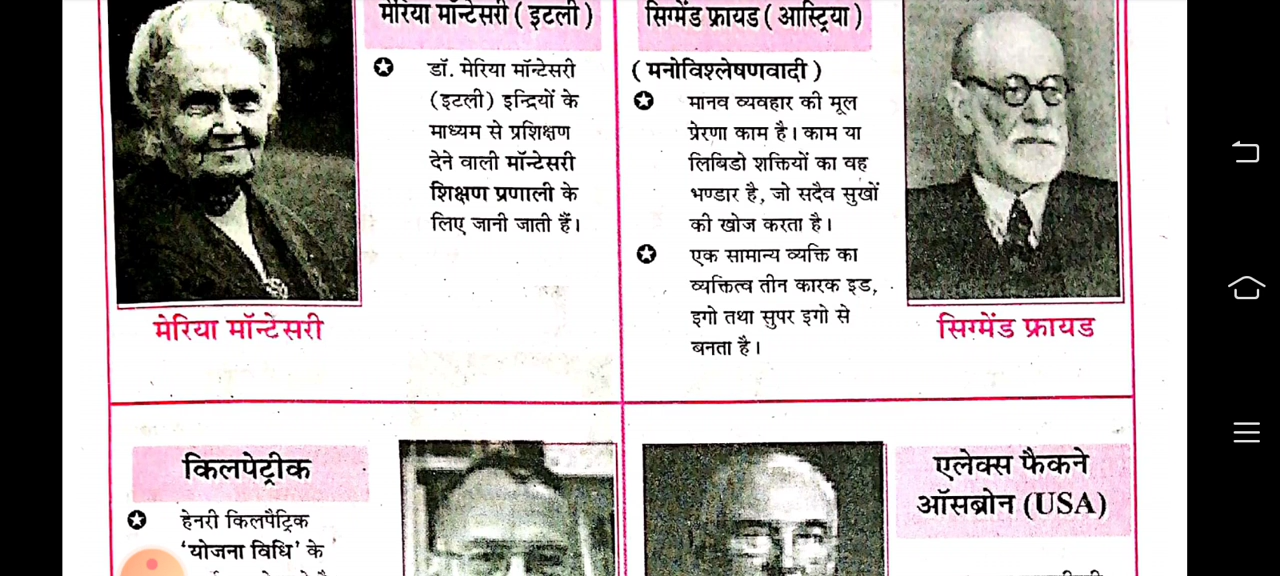 मेरिया मॉन्टेसरी ( इटली )
डॉ. मेरिया मॉन्टेसरी
(इटली) इन्द्रियों के
माध्यम से प्रशिक्षण
देने वाली मॉन्टेसरी
शिक्षण प्रणाली के
लिए जानी जाती हैं।
मेरिया मॉन्टेसरी
सिग्मेंड फ्रायड ( आस्ट्रिया )
( मनोविश्लेषणवादी )
मानव व्यवहार की मूल
प्रेरणा काम है। काम या
लिबिडो शक्तियों का वह
भण्डार है, जो सदैव सुखों
की खोज करता है।
एक सामान्य व्यक्ति का
व्यक्तित्व तीन कारक इड,
इगो तथा सुपर इगो से
बनता है।
सिग्मेंड फ्रायड
किलपेट्रीक
हेनरी किलपैट्रिक
‘योजना विधि’ के
एलेक्स फैकने
ऑसब्रोन (USA)